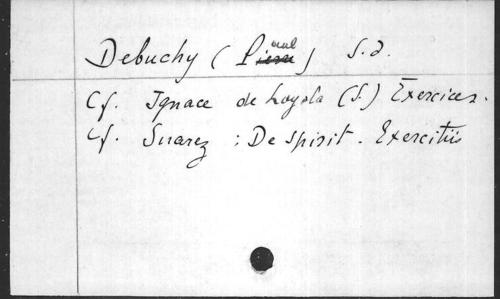 Debuchy (Paul) S.J.
Cf. Ignace de Loyola (S.) Exercices.
Cf. Suarez : De spirit. Exercitiis